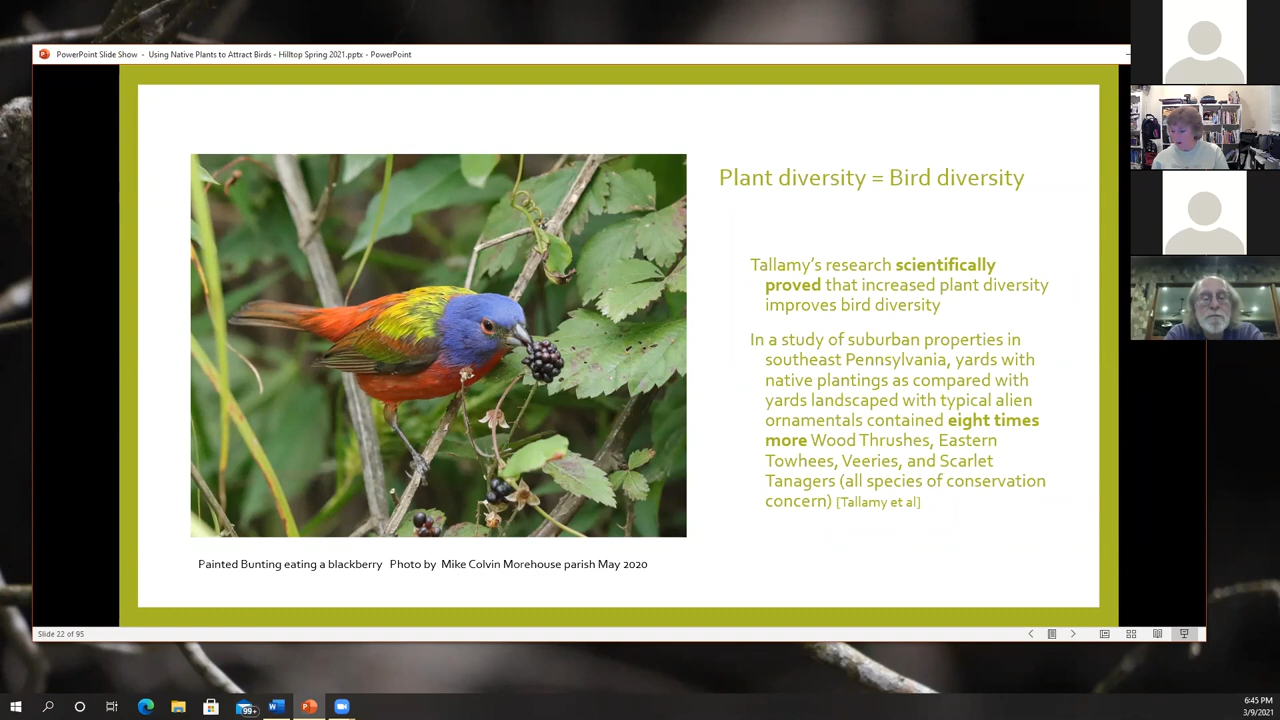 PowerPoint Slide Show - Using Native Plants to Attract Birds - Hilltop Spring 2021.pptx - PowerPoint
Plant diversity = Bird diversity
Tallamy's research scientifically
proved that increased plant diversity
improves bird diversity
In a study of suburban properties in
southeast Pennsylvania, yards with
native plantings as compared with
yards landscaped with typical alien
ornamentals contained eight times
more Wood Thrushes, Eastern
Towhees, Veeries, and Scarlet
Tanagers (all species of conservation
concern) [Tallamy et al]
Painted Bunting eating a blackberry Photo by Mike Colvin Morehouse parish May 2020
Slide 22 of 95
99+
6:45 PM
3/9/2021